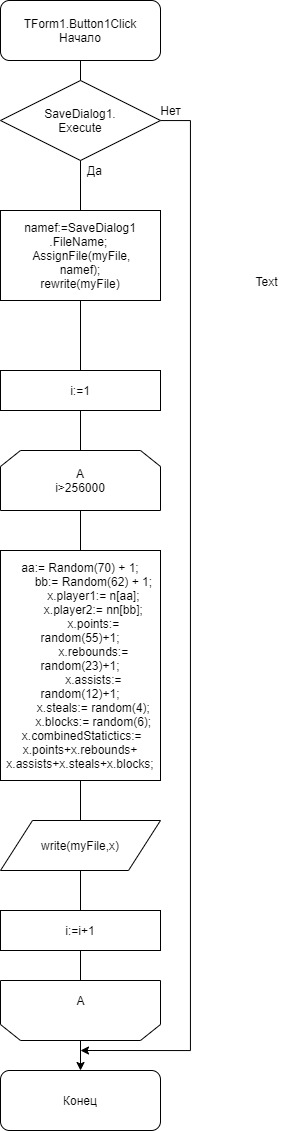 TForm1.Button1Click
Начало
SaveDialog1.
Execute
Нет
Да
namef:=SaveDialog1
.FileName;
AssignFile(myFile,
namef);
rewrite(myFile)
Text
i:=1
A
i>256000
aa:= Random(70) + 1;
bb:= Random(62) + 1;
x.player1:= n[aa];
x.player2:= nn[bb];
x.points:=
random(55)+1;
x.rebounds:=
random(23)+1;
x.assists:=
random(12)+1;
x.steals:= random(4);
x.blocks:= random(6);
x.combinedStatictics:=
x.points+x.rebounds+
x.assists+x.steals+x.blocks;
write(myFile,x)
i:=i+1
A
Конец